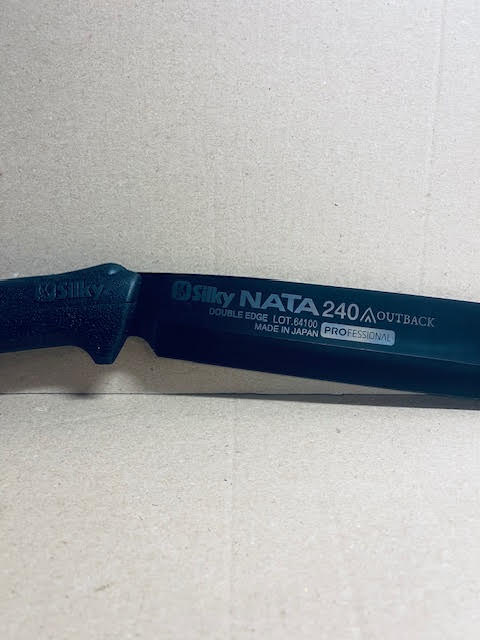 Silky
Silky NATA 240 OUTBACK
DOUBLE EDGE LOT.64100
MADE IN JAPAN PROFESSIONAL